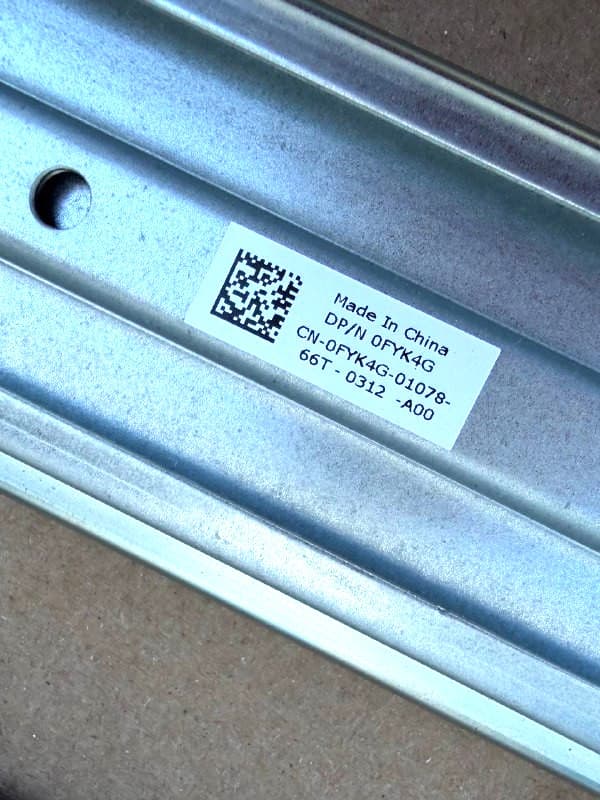 Made In China
DP/N 0FYK4G
CN-0FYK4G-01078-
66T - 0312 -A00